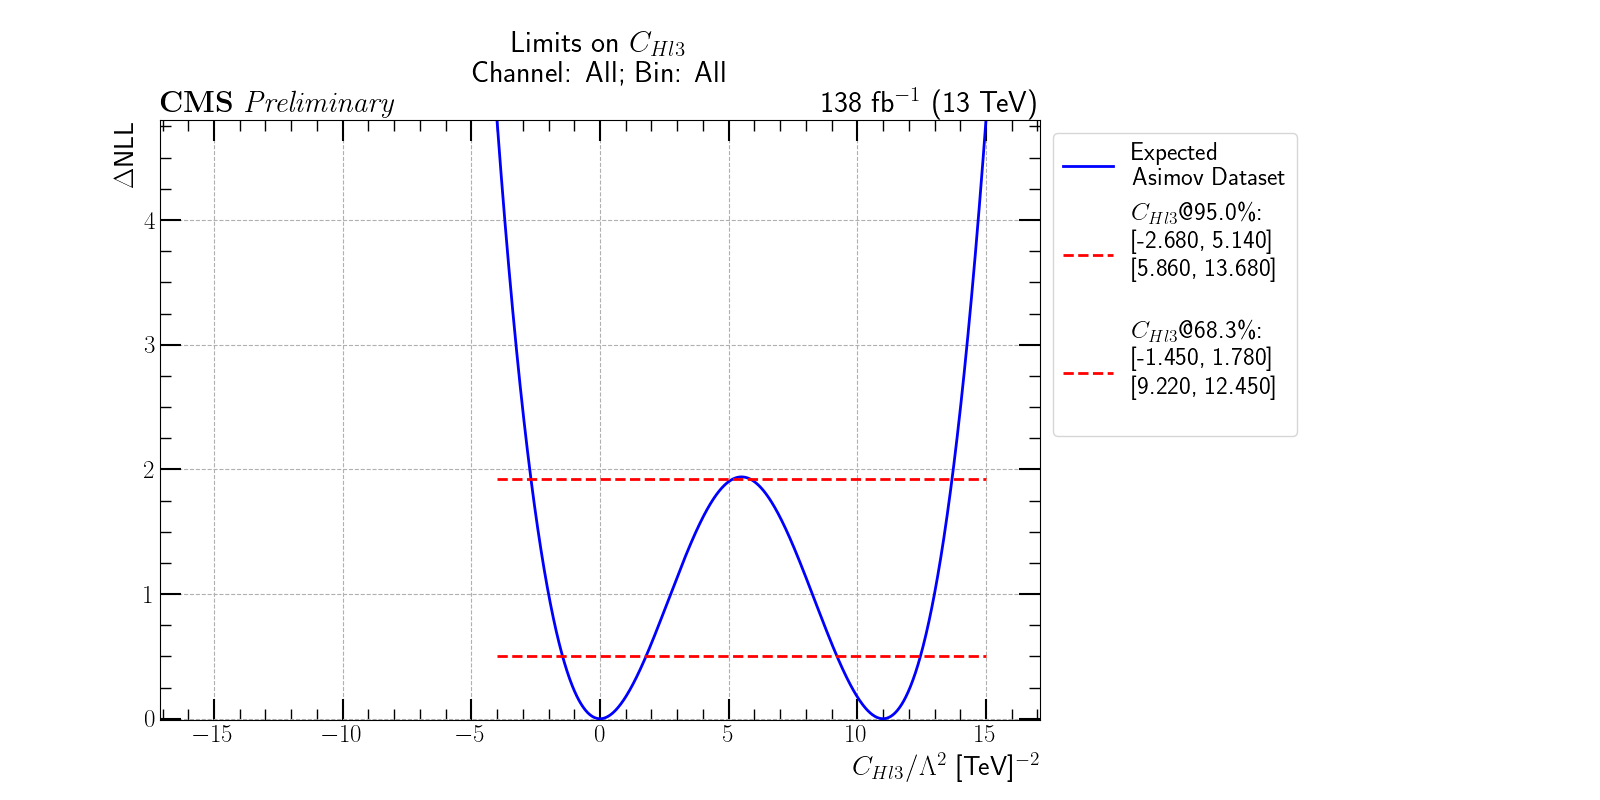 Limits on C_{Hl3}
Channel: All; Bin: All
CMS Preliminary
138 fb^{-1} (13 TeV)
ΔNLL
4
3
2
1
0
−15
−10
−5
0
5
10
15
C_{Hl3}/Λ^2 [TeV]^{-2}
Expected
Asimov Dataset
C_{Hl3}@95.0%:
[-2.680, 5.140]
[5.860, 13.680]
C_{Hl3}@68.3%:
[-1.450, 1.780]
[9.220, 12.450]